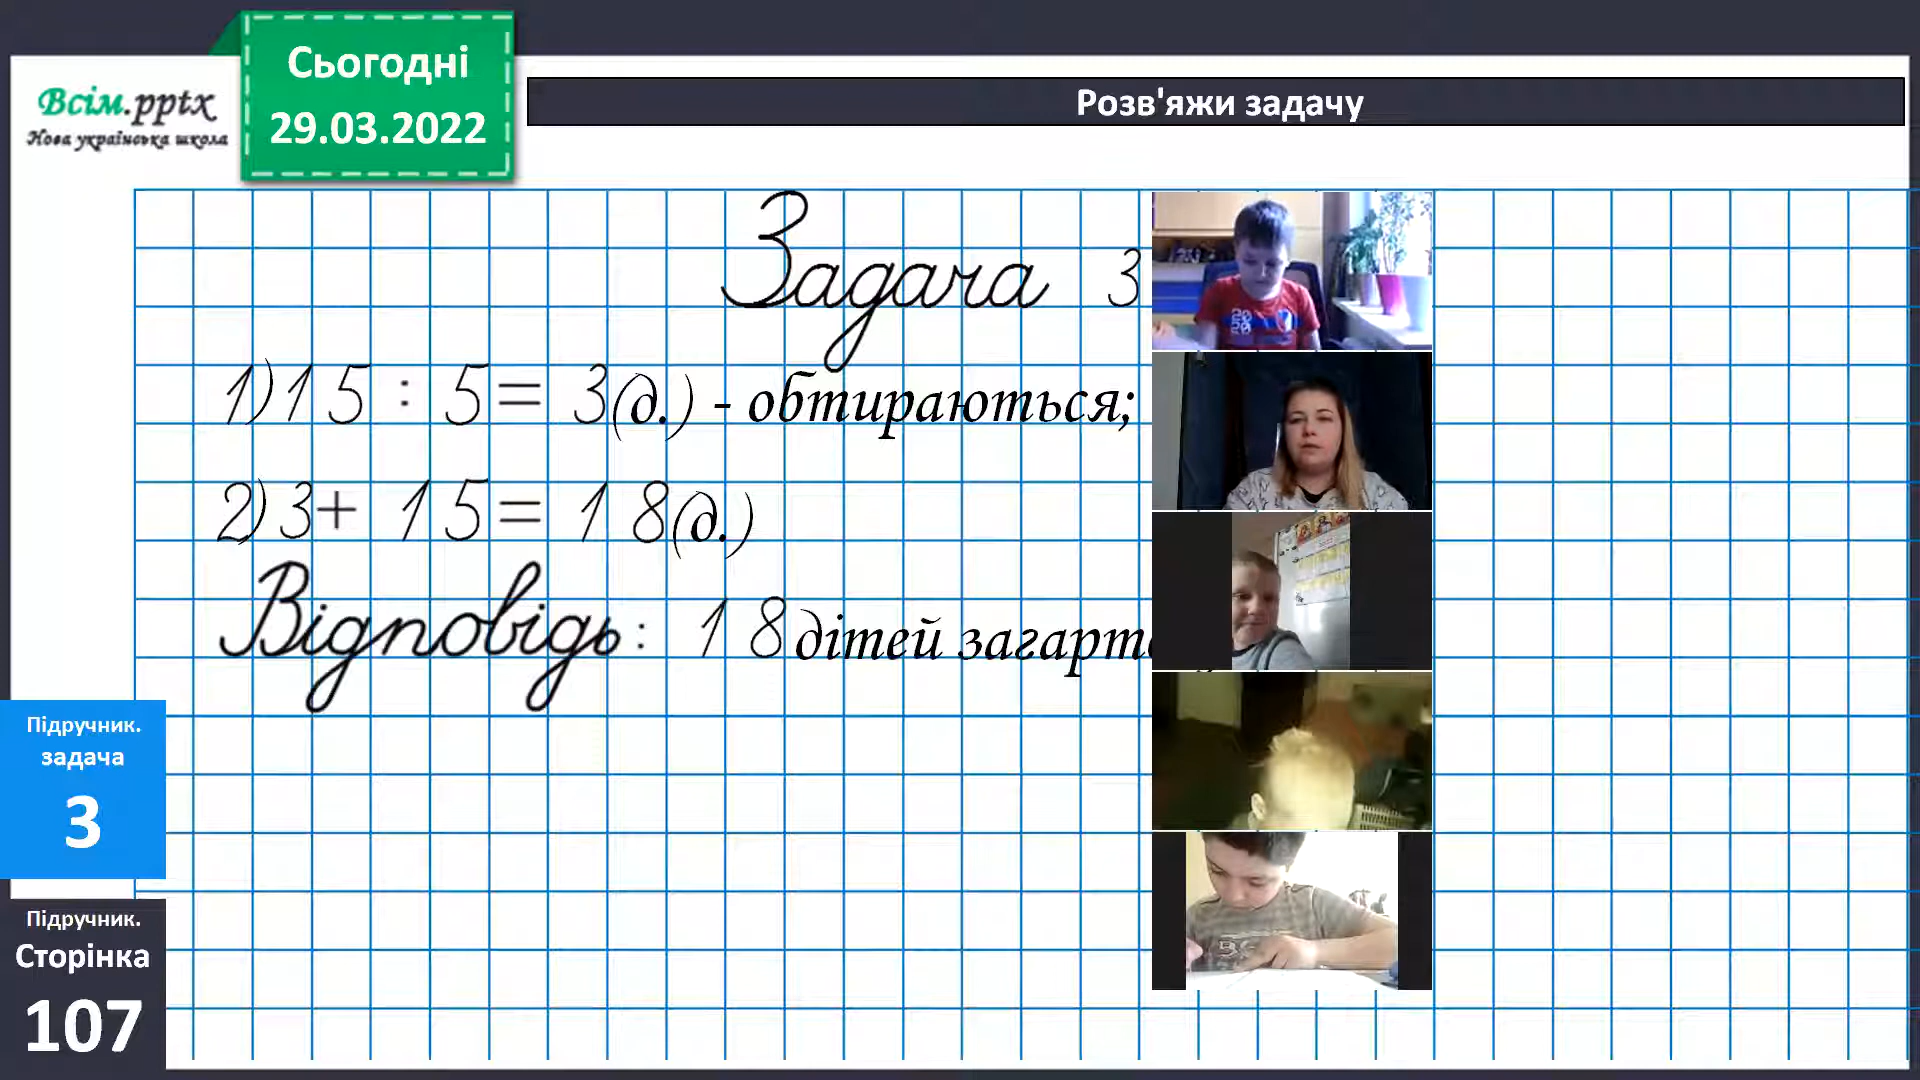 Всім.pptx
Нова українська школа
Сьогодні
29.03.2022
Розв'яжи задачу
Задача 3
1) 15 : 5 = 3 (д.) - обтираються;
2) 3 + 15 = 18 (д.)
Відповідь: 18 дітей
Підручник.
задача
3
Підручник.
Сторінка
107